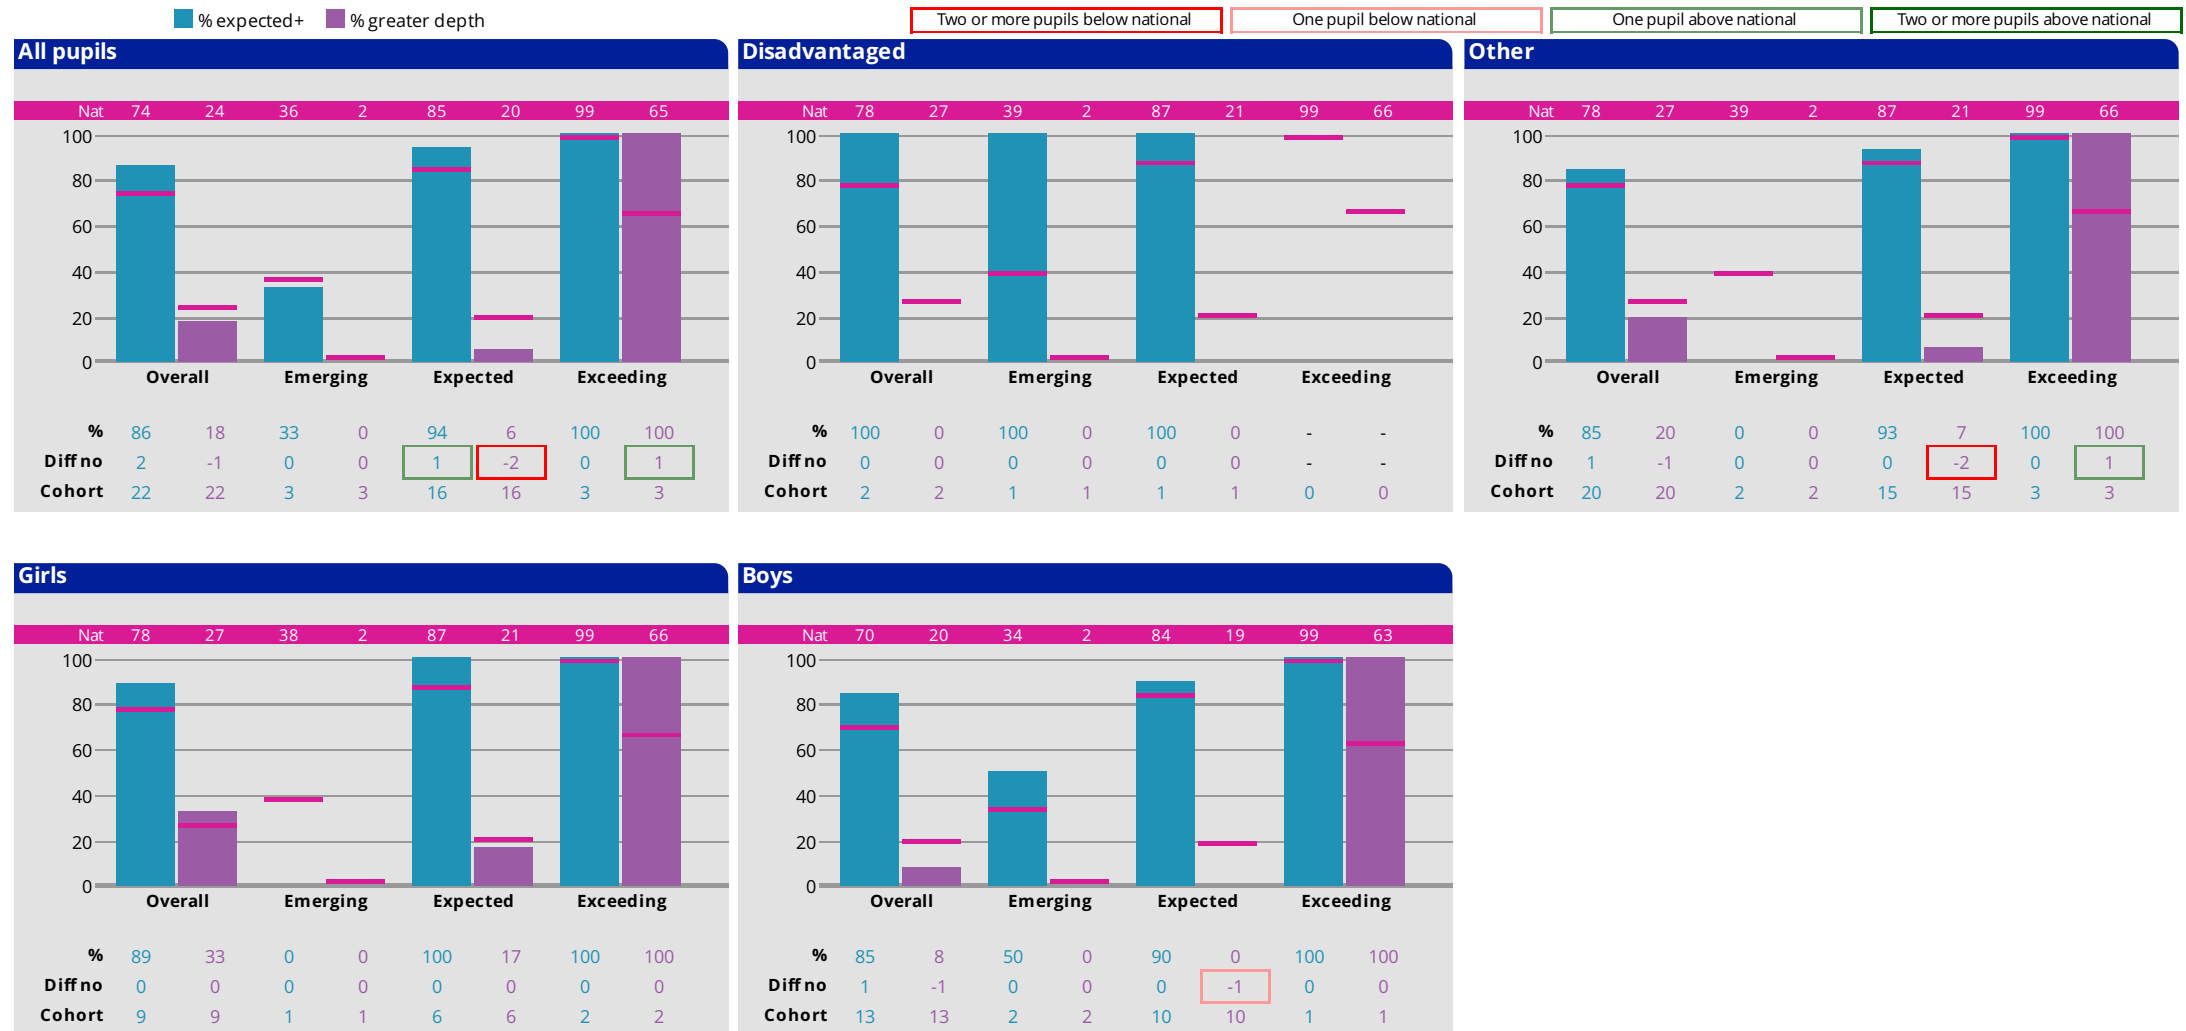 % expected+ % greater depth
Two or more pupils below national One pupil below national One pupil above national Two or more pupils above national
All pupils
Nat 74 24 36 2 85 20 99 65
100
80
60
40
20
0
Overall Emerging Expected Exceeding
% 86 18 33 0 94 6 100 100
Diff no 2 -1 0 0 1 -2 0 1
Cohort 22 22 3 3 16 16 3 3
Disadvantaged
Nat 78 27 39 2 87 21 99 66
100
80
60
40
20
0
Overall Emerging Expected Exceeding
% 100 0 100 0 100 0 - -
Diff no 0 0 0 0 0 0 - -
Cohort 2 2 1 1 1 1 0 0
Other
Nat 78 27 39 2 87 21 99 66
100
80
60
40
20
0
Overall Emerging Expected Exceeding
% 85 20 0 0 93 7 100 100
Diff no 1 -1 0 0 0 -2 0 1
Cohort 20 20 2 2 15 15 3 3
Girls
Nat 78 27 38 2 87 21 99 66
100
80
60
40
20
0
Overall Emerging Expected Exceeding
% 89 33 0 0 100 17 100 100
Diff no 0 0 0 0 0 0 0 0
Cohort 9 9 1 1 6 6 2 2
Boys
Nat 70 20 34 2 84 19 99 63
100
80
60
40
20
0
Overall Emerging Expected Exceeding
% 85 8 50 0 90 0 100 100
Diff no 1 -1 0 0 0 -1 0 0
Cohort 13 13 2 2 10 10 1 1